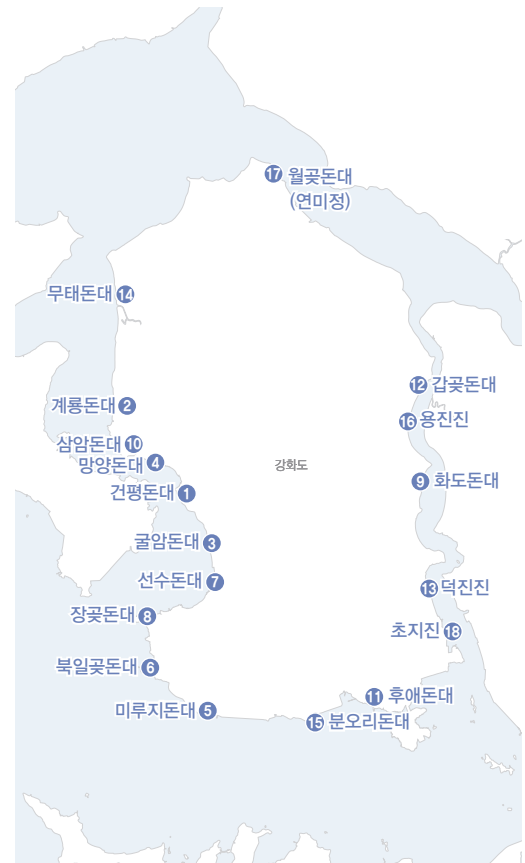 17 월곶돈대
(연미정)
무태돈대 14
12 갑곶돈대
계룡돈대 2
16 용진진
삼암돈대 10
망양돈대 4
강화도
9 화도돈대
건평돈대 1
굴암돈대 3
선수돈대 7
13 덕진진
장곶돈대 8
초지진 18
북일곶돈대 6
11 후애돈대
미루지돈대 5
15 분오리돈대